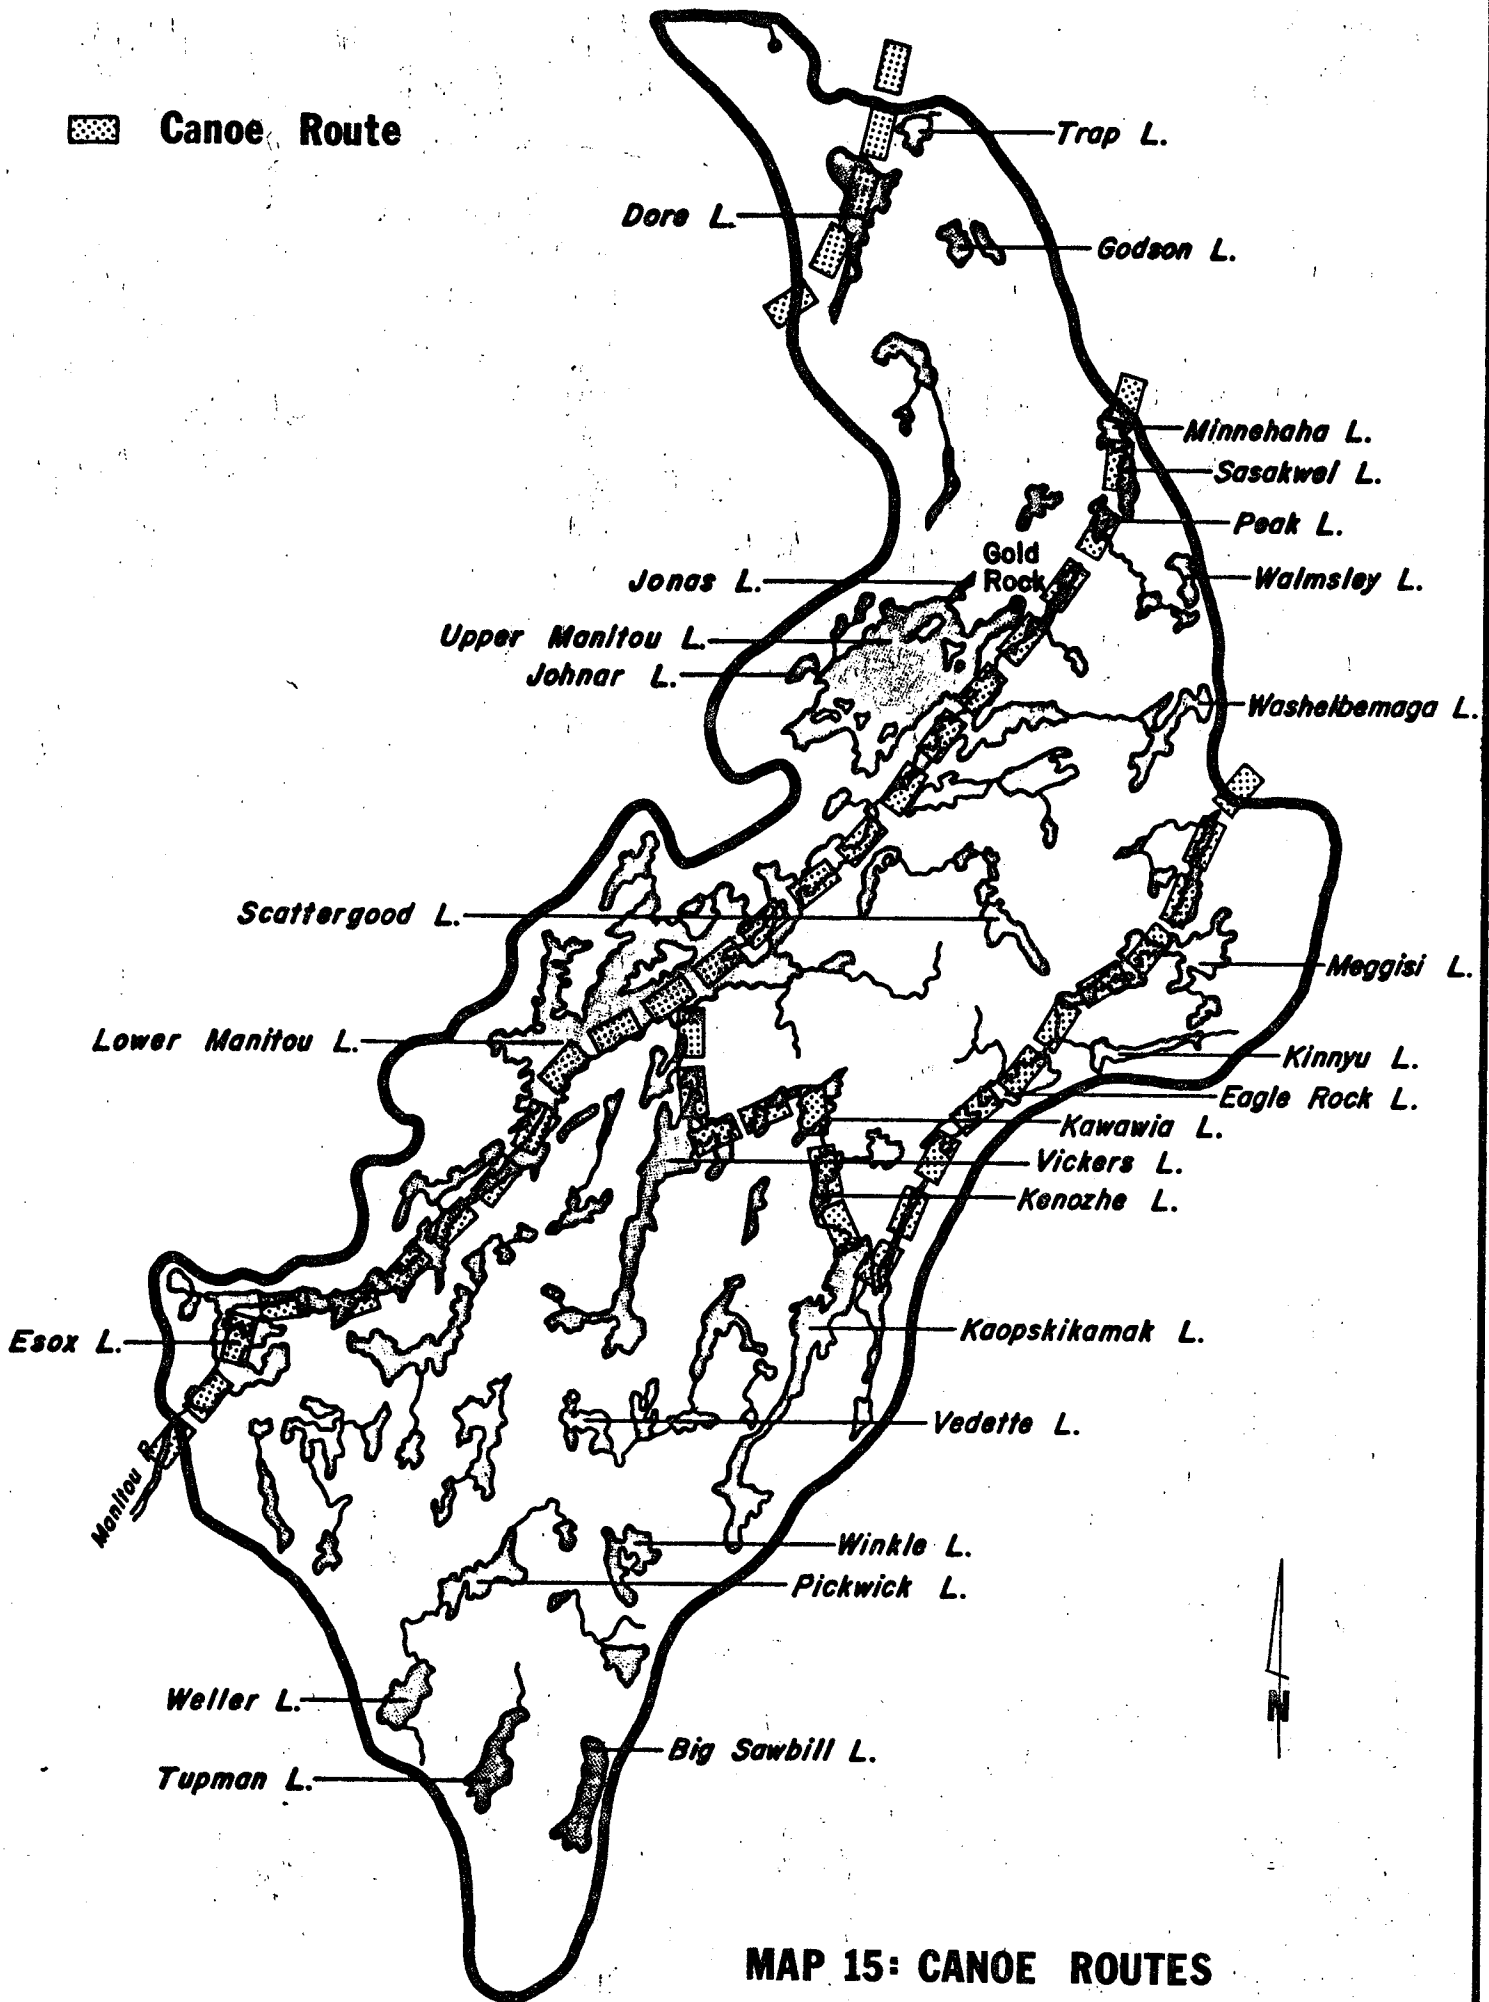 Canoe Route
Trap L.
Dore L.
Godson L.
Minnehaha L.
Sasakwei L.
Peak L.
Gold
Rock
Jonas L.
Walmsley L.
Upper Manitou L.
Johnar L.
Washeibemaga L.
Scattergood L.
Meggisi L.
Lower Manitou L.
Kinnyu L.
Eagle Rock L.
Kawawia L.
Vickers L.
Kenozhe L.
Kaopskikamak L.
Esox L.
Vedette L.
Manitou R.
Winkle L.
Pickwick L.
Weller L.
N
Big Sawbill L.
Tupman L.
MAP 15: CANOE ROUTES